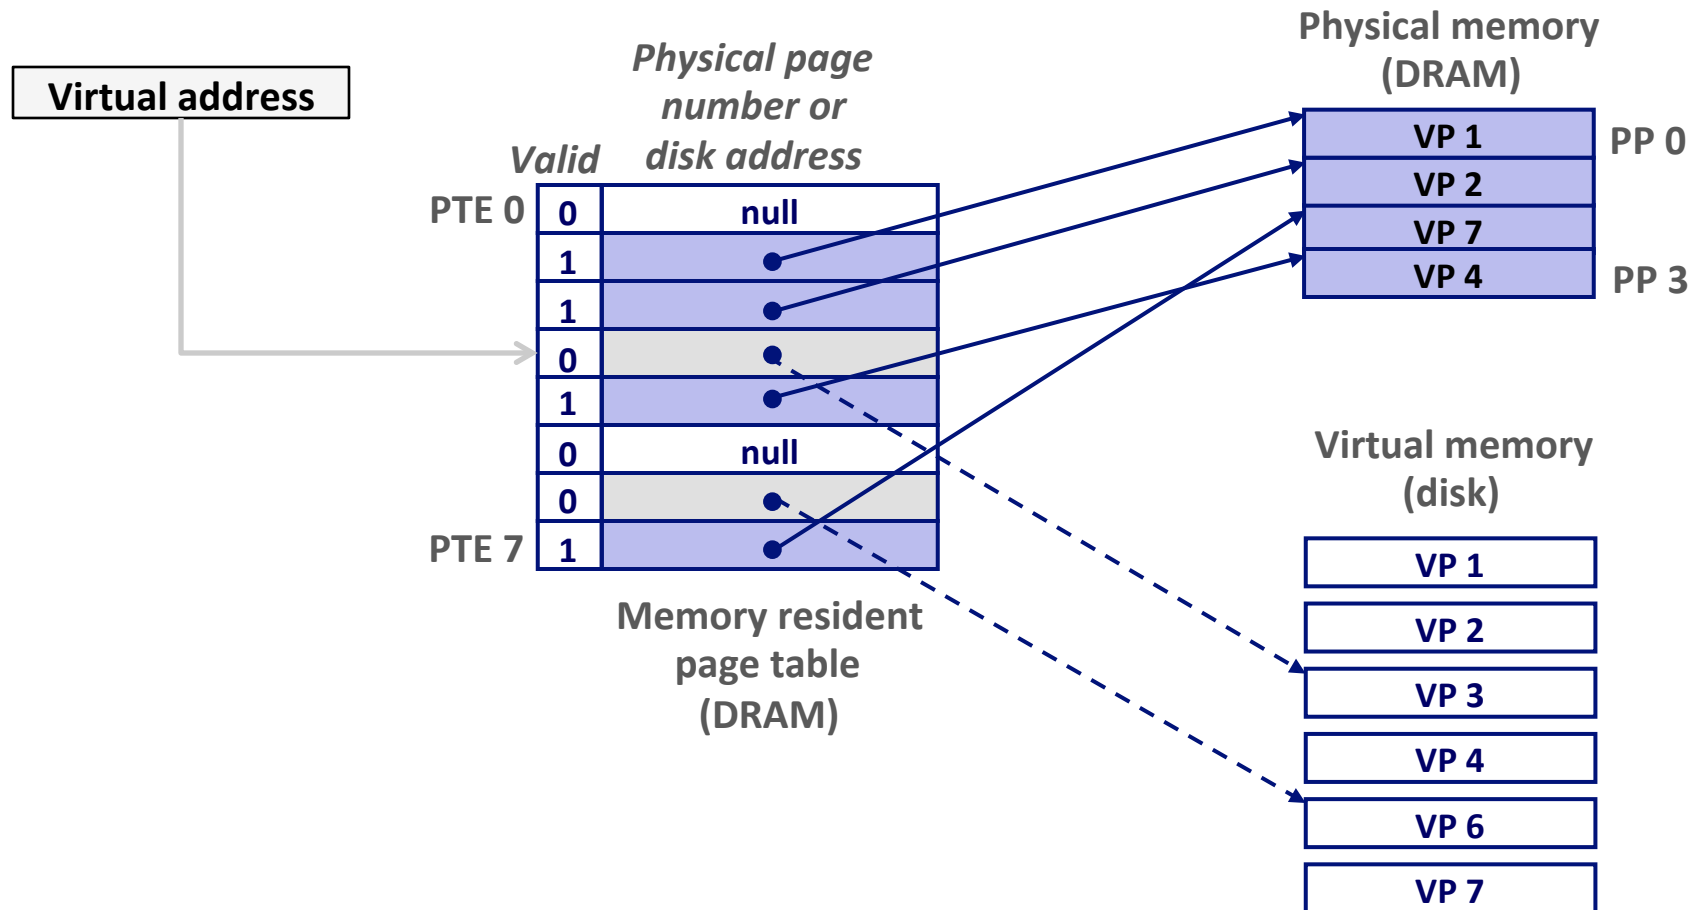 Virtual address
Physical page
number or
disk address
Valid
PTE 0
0
null
1
1
0
1
0
null
0
PTE 7
1
Memory resident
page table
(DRAM)
Physical memory
(DRAM)
VP 1
PP 0
VP 2
VP 7
VP 4
PP 3
Virtual memory
(disk)
VP 1
VP 2
VP 3
VP 4
VP 6
VP 7